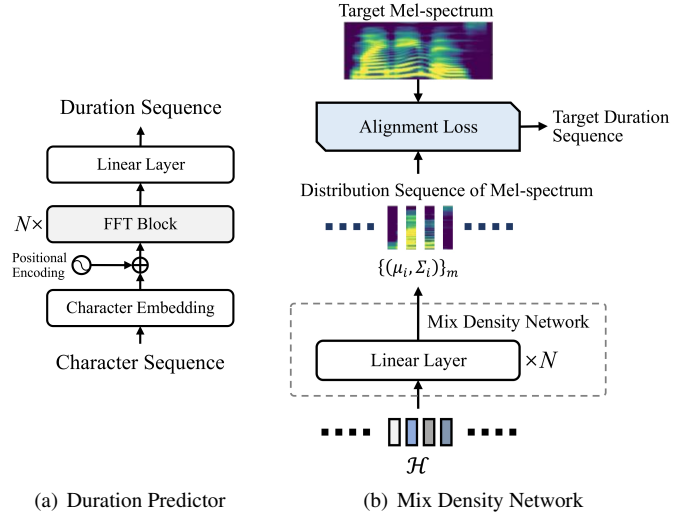 Duration Sequence
Linear Layer
N×
FFT Block
Positional
Encoding
Character Embedding
Character Sequence
(a) Duration Predictor
Target Mel-spectrum
Alignment Loss
Target Duration
Sequence
Distribution Sequence of Mel-spectrum
{(μᵢ, Σᵢ)}ₘ
Mix Density Network
Linear Layer
×N
ℋ
(b) Mix Density Network